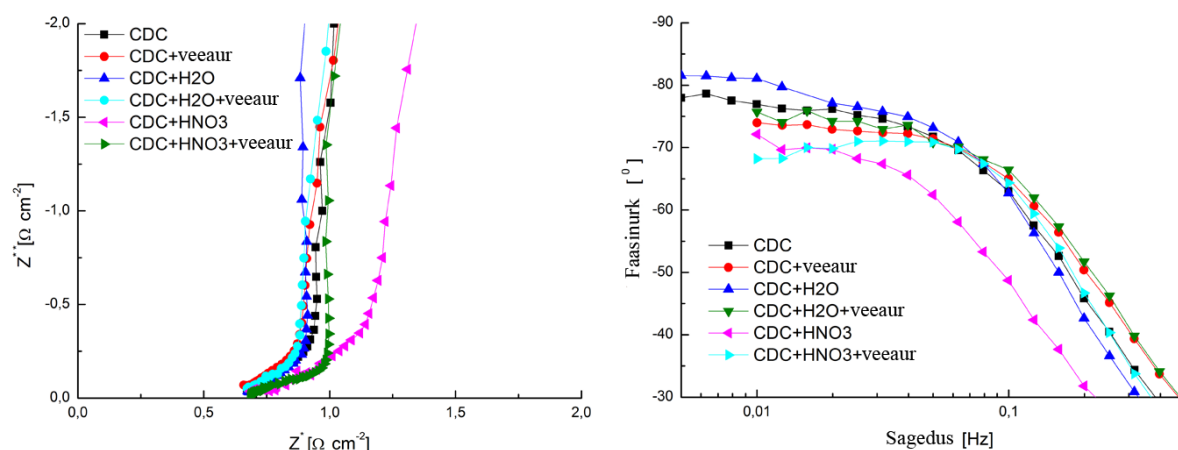 -2,0
-1,5
-1,0
-0,5
0,0
Z**[Ω cm⁻²]
CDC
CDC+veeaur
CDC+H2O
CDC+H2O+veeaur
CDC+HNO3
CDC+HNO3+veeaur
0,0 0,5 1,0 1,5 2,0
Z* [Ω cm⁻²]
-90
-80
-70
-60
-50
-40
-30
Faasinurk [⁰]
CDC
CDC+veeaur
CDC+H2O
CDC+H2O+veeaur
CDC+HNO3
CDC+HNO3+veeaur
0,01 0,1
Sagedus [Hz]